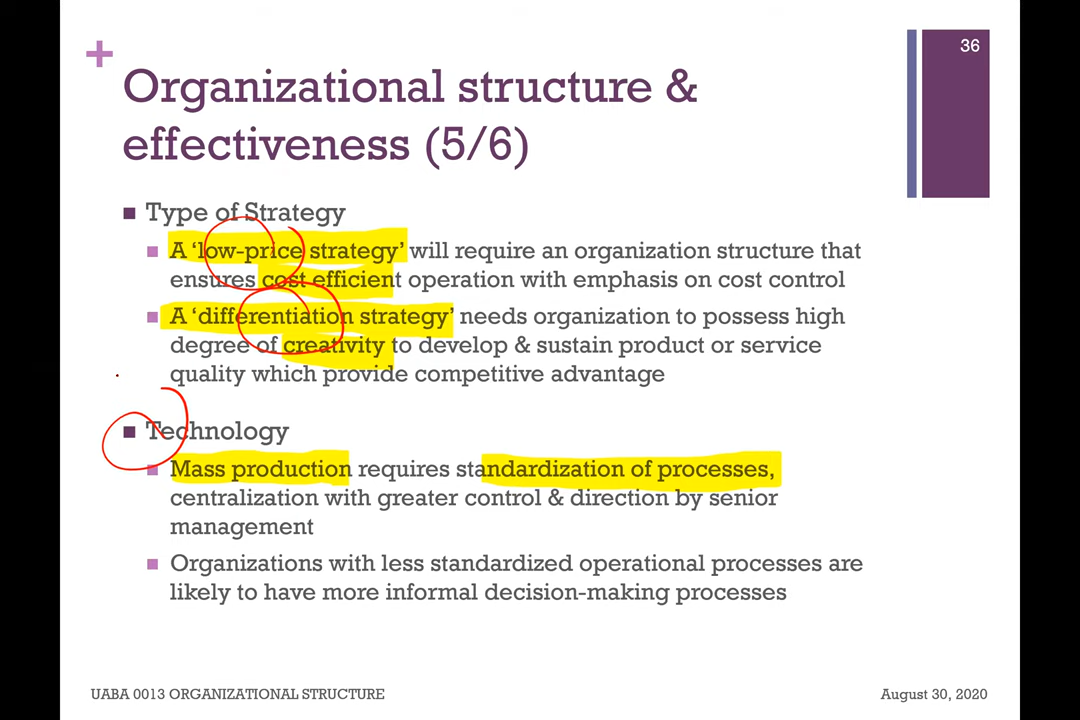 36
+
Organizational structure &
effectiveness (5/6)
Type of Strategy
A ‘low-price strategy’ will require an organization structure that
ensures cost efficient operation with emphasis on cost control
A ‘differentiation strategy’ needs organization to possess high
degree of creativity to develop & sustain product or service
quality which provide competitive advantage
Technology
Mass production requires standardization of processes,
centralization with greater control & direction by senior
management
Organizations with less standardized operational processes are
likely to have more informal decision-making processes
UABA 0013 ORGANIZATIONAL STRUCTURE
August 30, 2020